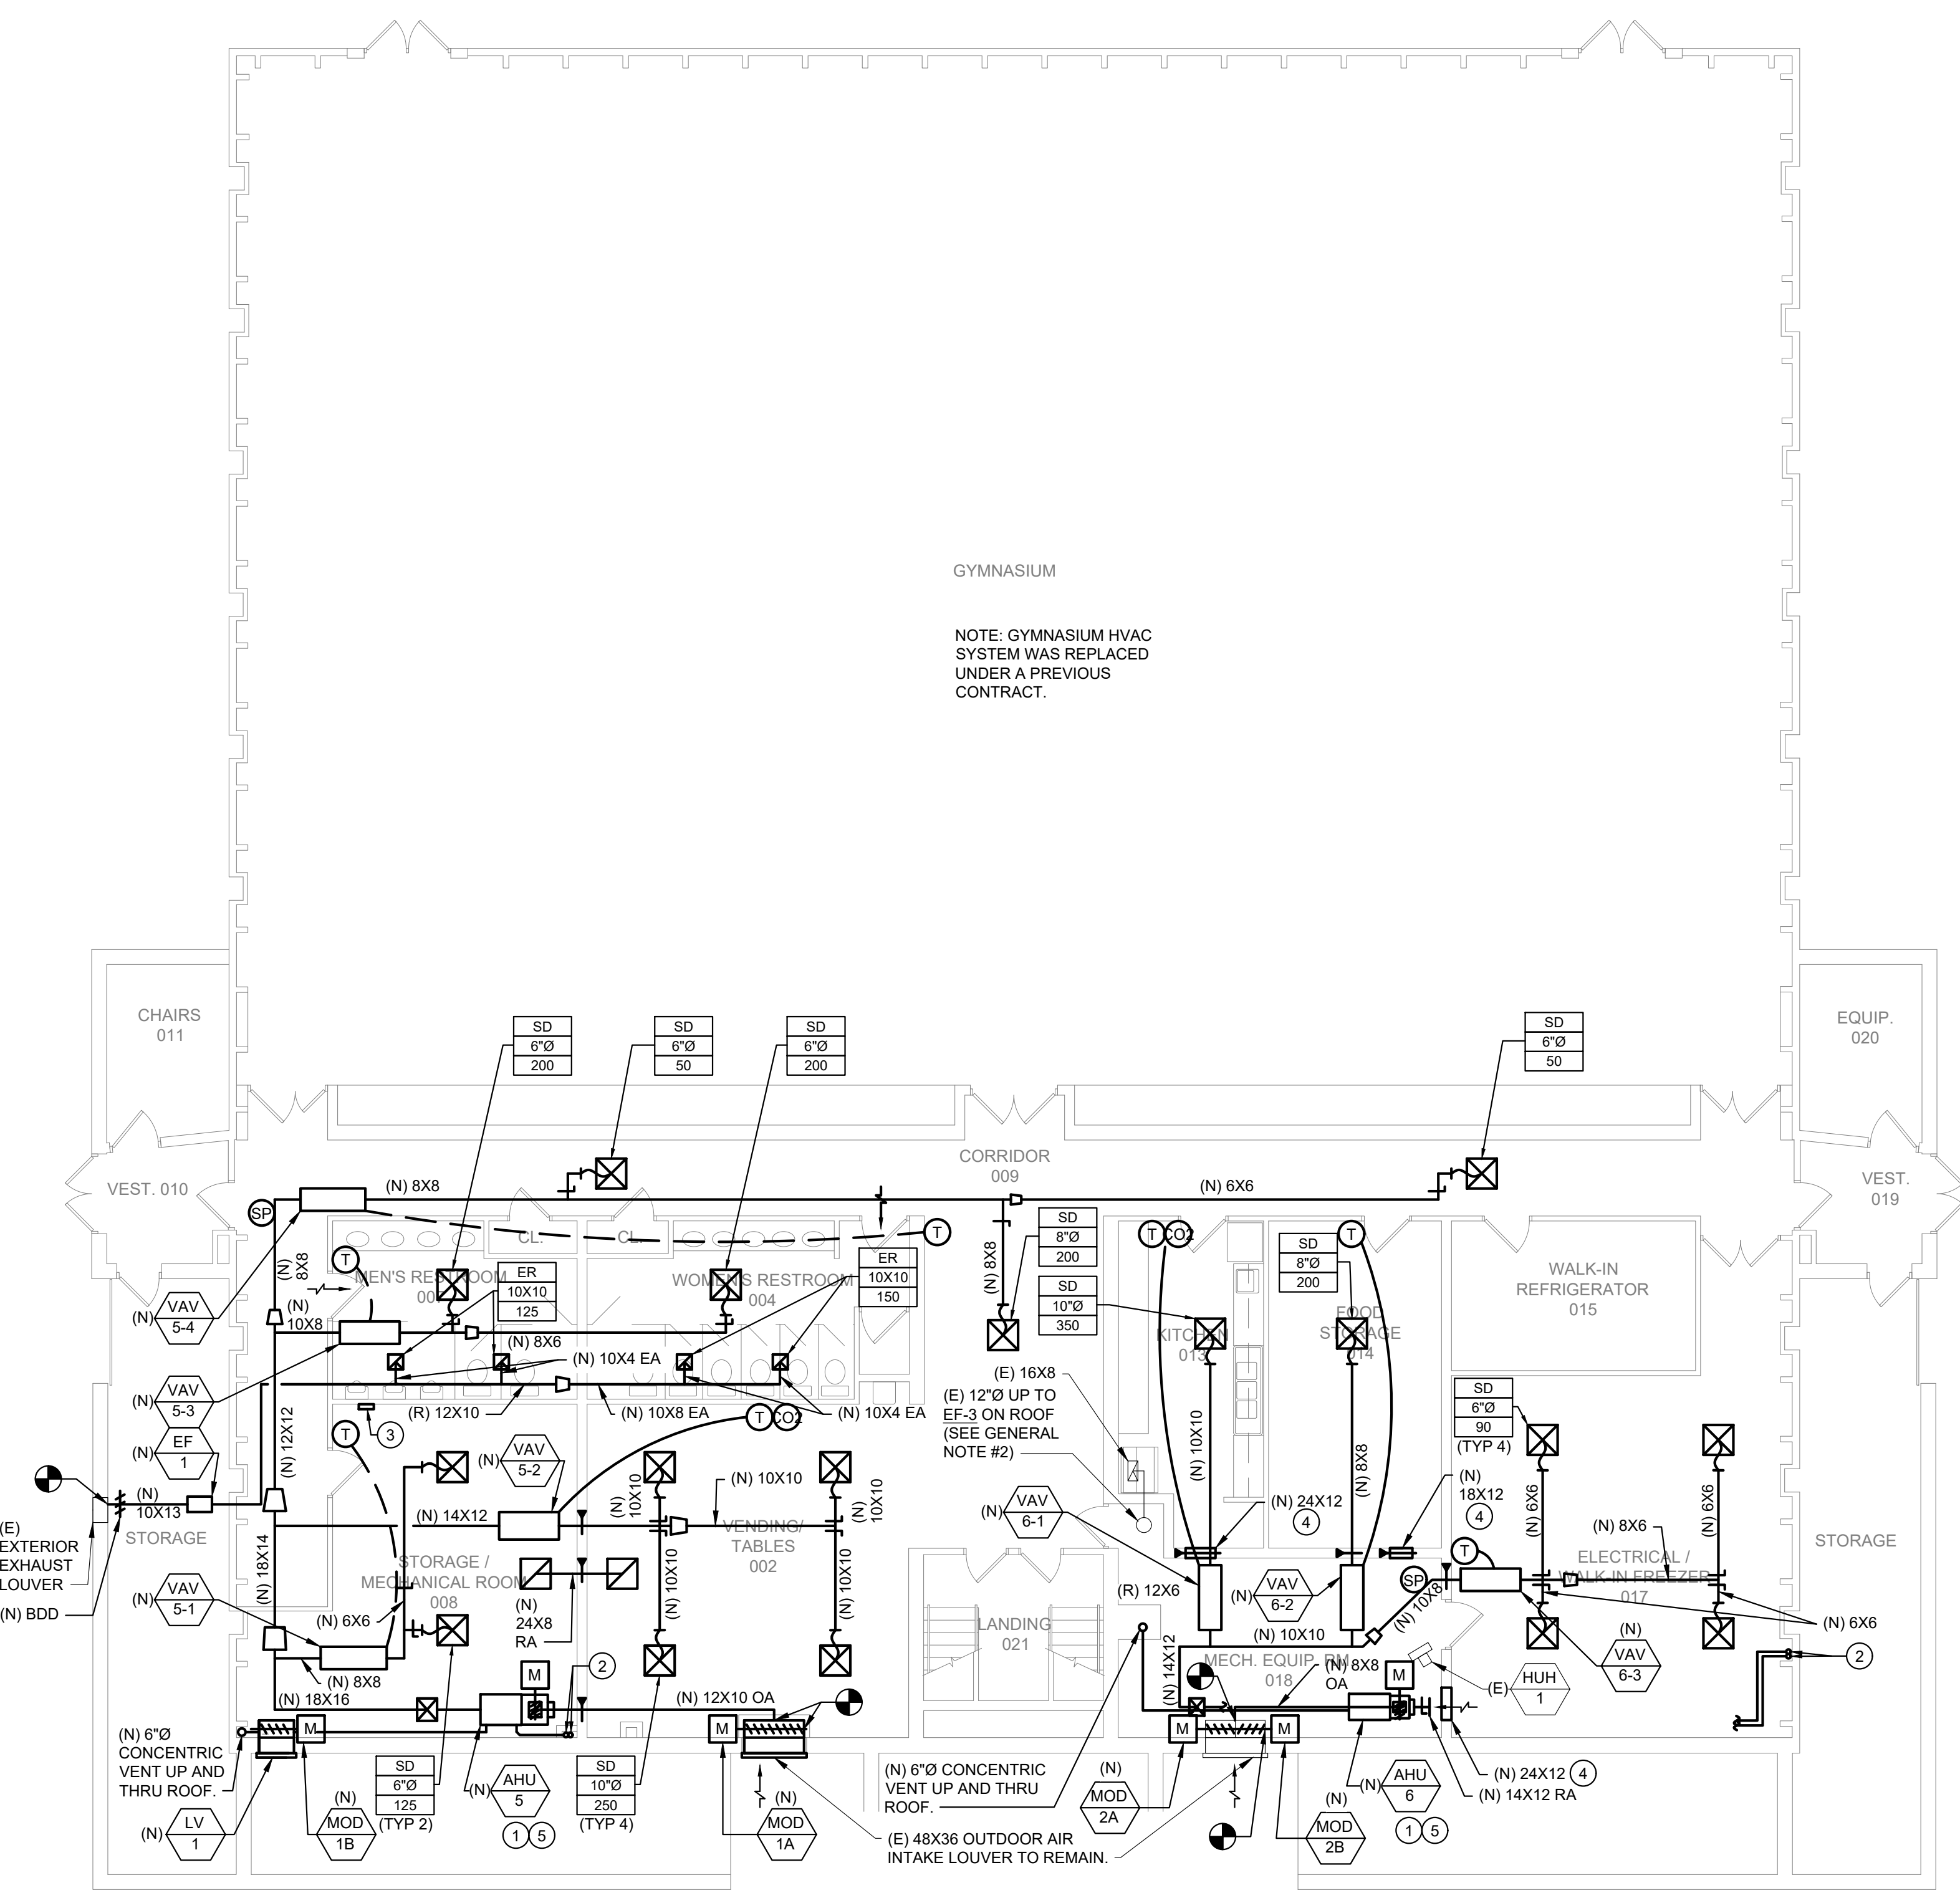 GYMNASIUM
NOTE: GYMNASIUM HVAC
SYSTEM WAS REPLACED
UNDER A PREVIOUS
CONTRACT.
CHAIRS
011
EQUIP.
020
SD
6"Ø
200
SD
6"Ø
50
SD
6"Ø
200
SD
6"Ø
50
CORRIDOR
009
VEST. 010
VEST.
019
(N) 8X8
(N) 6X6
SP
T
CL.
CL.
(N)
8X8
T
MEN'S RESTROOM
ER
10X10
125
WOMEN'S RESTROOM
004
ER
10X10
150
(N) 8X8
SD
8"Ø
200
SD
10"Ø
350
T
CO2
SD
8"Ø
200
T
WALK-IN
REFRIGERATOR
015
(N)
VAV
5-4
(N)
10X8
(N) 8X6
(N) 10X4 EA
KITCHEN
013
FOOD
STORAGE
014
(N)
VAV
5-3
(R) 12X10
(N) 10X8 EA
(N) 10X4 EA
(E) 16X8
(E) 12"Ø UP TO
EF-3 ON ROOF
(SEE GENERAL
NOTE #2)
SD
6"Ø
90
(TYP 4)
(N)
EF
1
(N) 12X12
T
3
T
CO2
(N)
VAV
5-2
(N)
10X10
(N) 10X10
(N)
10X10
(N) 10X10
(N) 8X8
(N)
18X12
4
(N) 6X6
(N) 6X6
(N)
10X13
(E)
EXTERIOR
EXHAUST
LOUVER
(N) BDD
STORAGE
(N) 14X12
VENDING/
TABLES
002
(N)
VAV
6-1
(N) 24X12
4
(N) 8X6
STORAGE
(N) 18X14
STORAGE /
MECHANICAL ROOM
008
(N)
VAV
5-1
(N) 6X6
(N)
24X8
RA
(N) 10X10
(N) 10X10
(R) 12X6
(N)
VAV
6-2
SP
T
(N) 10X8
ELECTRICAL /
WALK-IN FREEZER
017
(N) 6X6
LANDING
021
(N) 10X10
(N)
VAV
6-3
2
(N) 8X8
M
2
(N) 14X12
MECH. EQUIP. RM
018
(N) 8X8
OA
M
(E)
HUH
1
(N) 18X16
(N) 12X10 OA
M
M
M
M
(N) 6"Ø
CONCENTRIC
VENT UP AND
THRU ROOF.
(N)
LV
1
(N)
MOD
1B
SD
6"Ø
125
(TYP 2)
(N)
AHU
5
1
5
SD
10"Ø
250
(TYP 4)
(N)
MOD
1A
(N) 6"Ø CONCENTRIC
VENT UP AND THRU
ROOF.
(E) 48X36 OUTDOOR AIR
INTAKE LOUVER TO REMAIN.
(N)
MOD
2A
(N)
MOD
2B
(N)
AHU
6
1
5
(N) 24X12
4
(N) 14X12 RA